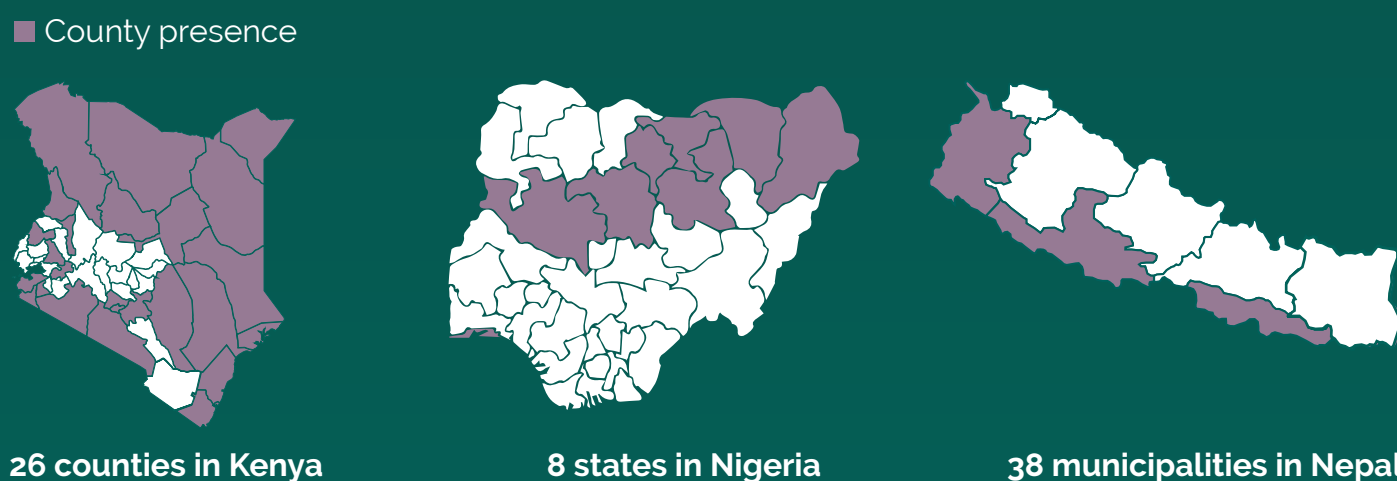 County presence
26 counties in Kenya
8 states in Nigeria
38 municipalities in Nepal